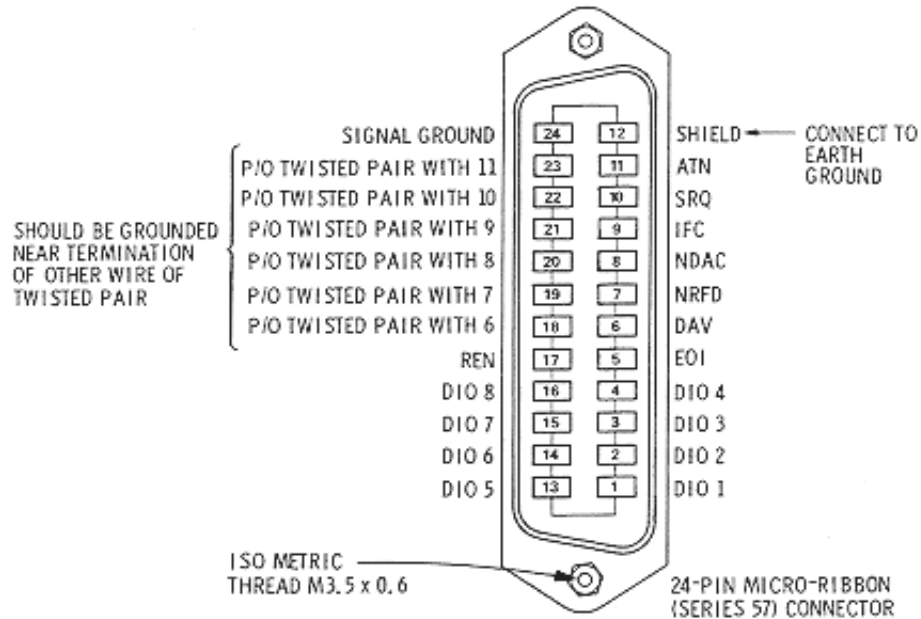 SIGNAL GROUND 24 12 SHIELD CONNECT TO
EARTH
GROUND
P/O TWISTED PAIR WITH 11 23 11 ATN
P/O TWISTED PAIR WITH 10 22 10 SRQ
P/O TWISTED PAIR WITH 9 21 9 IFC
P/O TWISTED PAIR WITH 8 20 8 NDAC
P/O TWISTED PAIR WITH 7 19 7 NRFD
P/O TWISTED PAIR WITH 6 18 6 DAV
SHOULD BE GROUNDED
NEAR TERMINATION
OF OTHER WIRE OF
TWISTED PAIR
REN 17 5 EOI
DIO 8 16 4 DIO 4
DIO 7 15 3 DIO 3
DIO 6 14 2 DIO 2
DIO 5 13 1 DIO 1
ISO METRIC
THREAD M3.5 x 0.6
24-PIN MICRO-RIBBON
(SERIES 57) CONNECTOR